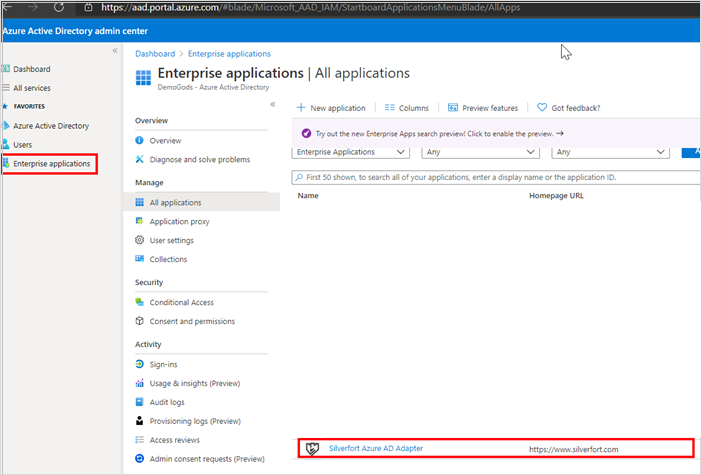 https://aad.portal.azure.com/#blade/Microsoft_AAD_IAM/StartboardApplicationsMenuBlade/AllApps
Azure Active Directory admin center
Dashboard
All services
FAVORITES
Azure Active Directory
Users
Enterprise applications
Dashboard > Enterprise applications
Enterprise applications | All applications
DemoGods - Azure Active Directory
Overview
Overview
Diagnose and solve problems
Manage
All applications
Application proxy
User settings
Collections
Security
Conditional Access
Consent and permissions
Activity
Sign-ins
Usage & insights (Preview)
Audit logs
Provisioning logs (Preview)
Access reviews
Admin consent requests (Preview)
New application
Columns
Preview features
Got feedback?
Try out the new Enterprise Apps search preview! Click to enable the preview. →
Enterprise Applications
Any
Any
A
First 50 shown, to search all of your applications, enter a display name or the application ID.
Name
Homepage URL
Silverfort Azure AD Adapter
https://www.silverfort.com